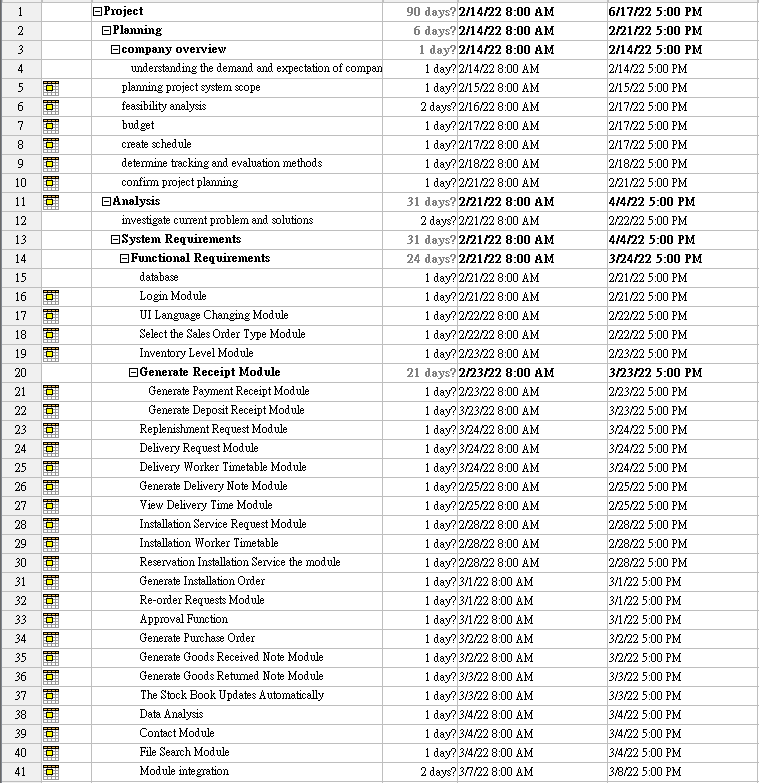 1 Project 90 days? 2/14/22 8:00 AM 6/17/22 5:00 PM
2 Planning 6 days? 2/14/22 8:00 AM 2/21/22 5:00 PM
3 company overview 1 day? 2/14/22 8:00 AM 2/14/22 5:00 PM
4 understanding the demand and expectation of compan 1 day? 2/14/22 8:00 AM 2/14/22 5:00 PM
5 planning project system scope 1 day? 2/15/22 8:00 AM 2/15/22 5:00 PM
6 feasibility analysis 2 days? 2/16/22 8:00 AM 2/17/22 5:00 PM
7 budget 1 day? 2/17/22 8:00 AM 2/17/22 5:00 PM
8 create schedule 1 day? 2/17/22 8:00 AM 2/17/22 5:00 PM
9 determine tracking and evaluation methods 1 day? 2/18/22 8:00 AM 2/18/22 5:00 PM
10 confirm project planning 1 day? 2/21/22 8:00 AM 2/21/22 5:00 PM
11 Analysis 31 days? 2/21/22 8:00 AM 4/4/22 5:00 PM
12 investigate current problem and solutions 2 days? 2/21/22 8:00 AM 2/22/22 5:00 PM
13 System Requirements 31 days? 2/21/22 8:00 AM 4/4/22 5:00 PM
14 Functional Requirements 24 days? 2/21/22 8:00 AM 3/24/22 5:00 PM
15 database 1 day? 2/21/22 8:00 AM 2/21/22 5:00 PM
16 Login Module 1 day? 2/21/22 8:00 AM 2/21/22 5:00 PM
17 UI Language Changing Module 1 day? 2/22/22 8:00 AM 2/22/22 5:00 PM
18 Select the Sales Order Type Module 1 day? 2/22/22 8:00 AM 2/22/22 5:00 PM
19 Inventory Level Module 1 day? 2/23/22 8:00 AM 2/23/22 5:00 PM
20 Generate Receipt Module 21 days? 2/23/22 8:00 AM 3/23/22 5:00 PM
21 Generate Payment Receipt Module 1 day? 2/23/22 8:00 AM 2/23/22 5:00 PM
22 Generate Deposit Receipt Module 1 day? 3/23/22 8:00 AM 3/23/22 5:00 PM
23 Replenishment Request Module 1 day? 3/24/22 8:00 AM 3/24/22 5:00 PM
24 Delivery Request Module 1 day? 3/24/22 8:00 AM 3/24/22 5:00 PM
25 Delivery Worker Timetable Module 1 day? 3/24/22 8:00 AM 3/24/22 5:00 PM
26 Generate Delivery Note Module 1 day? 2/25/22 8:00 AM 2/25/22 5:00 PM
27 View Delivery Time Module 1 day? 2/25/22 8:00 AM 2/25/22 5:00 PM
28 Installation Service Request Module 1 day? 2/28/22 8:00 AM 2/28/22 5:00 PM
29 Installation Worker Timetable 1 day? 2/28/22 8:00 AM 2/28/22 5:00 PM
30 Reservation Installation Service the module 1 day? 2/28/22 8:00 AM 2/28/22 5:00 PM
31 Generate Installation Order 1 day? 3/1/22 8:00 AM 3/1/22 5:00 PM
32 Re-order Requests Module 1 day? 3/1/22 8:00 AM 3/1/22 5:00 PM
33 Approval Function 1 day? 3/1/22 8:00 AM 3/1/22 5:00 PM
34 Generate Purchase Order 1 day? 3/2/22 8:00 AM 3/2/22 5:00 PM
35 Generate Goods Received Note Module 1 day? 3/2/22 8:00 AM 3/2/22 5:00 PM
36 Generate Goods Returned Note Module 1 day? 3/3/22 8:00 AM 3/3/22 5:00 PM
37 The Stock Book Updates Automatically 1 day? 3/3/22 8:00 AM 3/3/22 5:00 PM
38 Data Analysis 1 day? 3/4/22 8:00 AM 3/4/22 5:00 PM
39 Contact Module 1 day? 3/4/22 8:00 AM 3/4/22 5:00 PM
40 File Search Module 1 day? 3/4/22 8:00 AM 3/4/22 5:00 PM
41 Module integration 2 days? 3/7/22 8:00 AM 3/8/22 5:00 PM